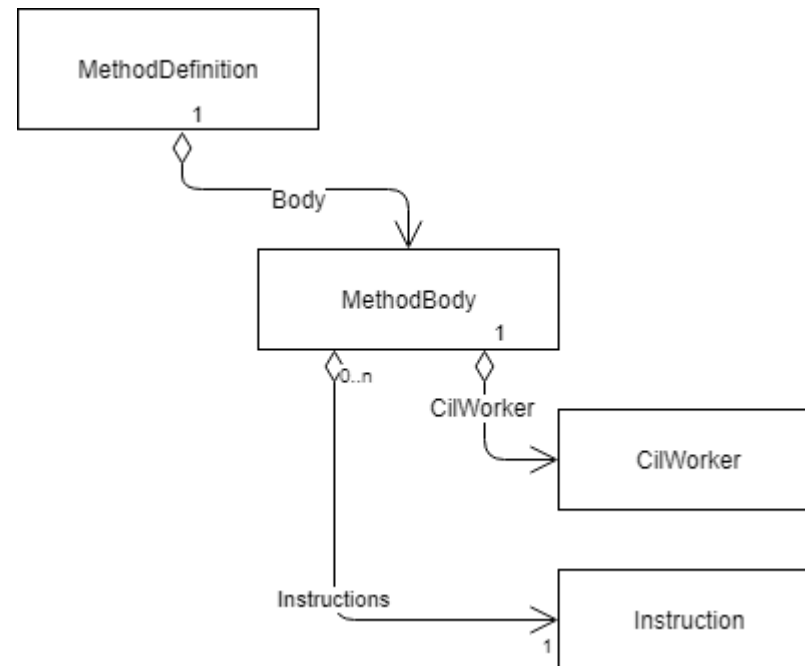 MethodDefinition
1
Body
MethodBody
1
0..n
CilWorker
CilWorker
Instructions
Instruction
1